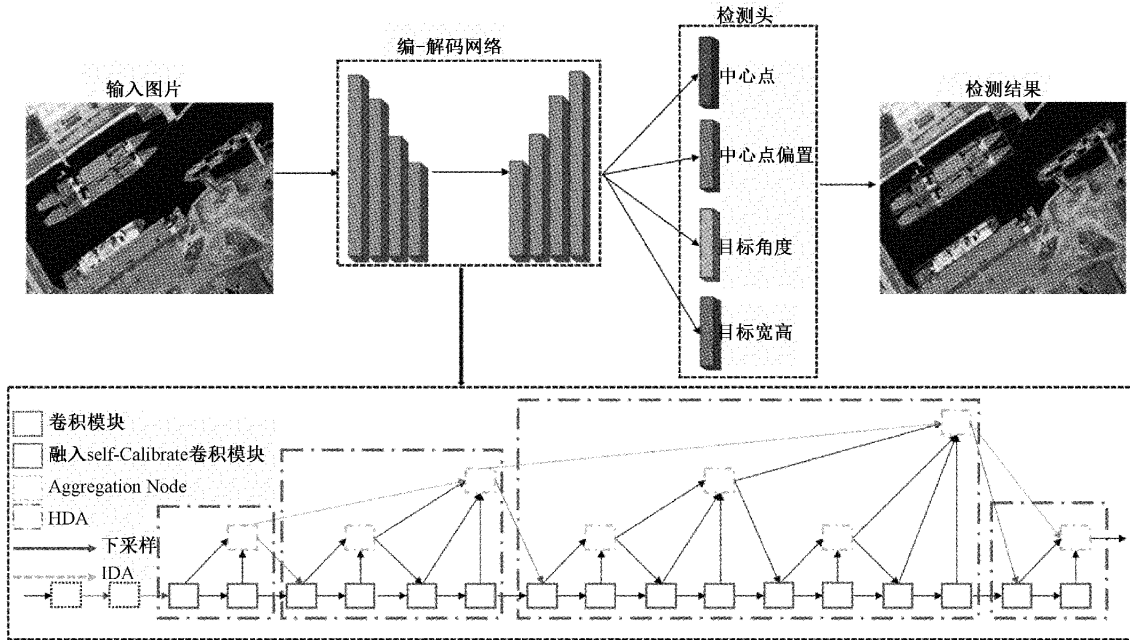 输入图片
编-解码网络
检测头
中心点
中心点偏置
目标角度
目标宽高
检测结果
卷积模块
融入self-Calibrate卷积模块
Aggregation Node
HDA
下采样
IDA